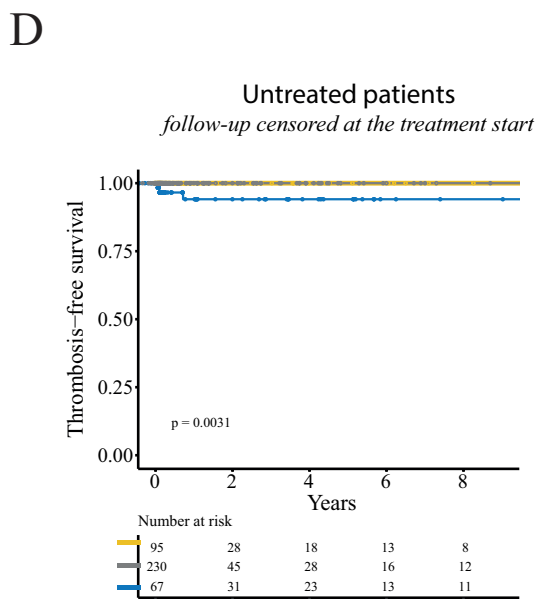 D
Untreated patients
follow-up censored at the treatment start
Thrombosis–free survival
1.00
0.75
0.50
0.25
0.00
p = 0.0031
0 2 4 6 8
Years
Number at risk
95 28 18 13 8
230 45 28 16 12
67 31 23 13 11